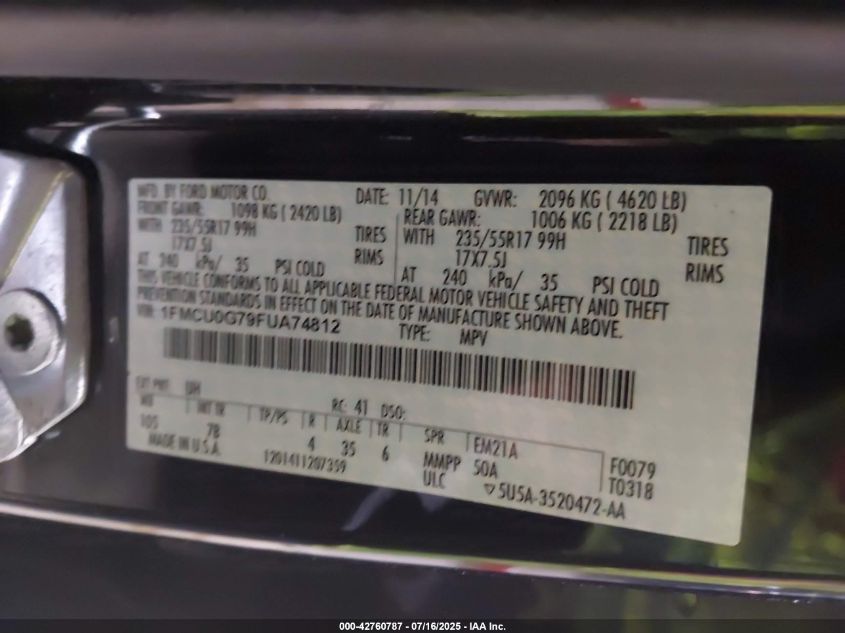 MFD. BY FORD MOTOR CO. DATE: 11/14 GVWR: 2096 KG ( 4620 LB)
FRONT GAWR: 1098 KG ( 2420 LB) REAR GAWR: 1006 KG ( 2218 LB)
WITH 235/55R17 99H TIRES WITH 235/55R17 99H TIRES
17X7.5J RIMS 17X7.5J RIMS
AT 240 kPa/ 35 PSI COLD AT 240 kPa/ 35 PSI COLD
THIS VEHICLE CONFORMS TO ALL APPLICABLE FEDERAL MOTOR VEHICLE SAFETY AND THEFT
PREVENTION STANDARDS IN EFFECT ON THE DATE OF MANUFACTURE SHOWN ABOVE.
VIN: 1FMCU0G79FUA74812 TYPE: MPV
EXT PNT: UH RC: 41 DSO:
WB INT TR TP/PS R AXLE TR SPR EM21A
105 7B 4 35 6 MMPP 50A F0079
MADE IN U.S.A. 1201411207359 ULC T0318
▽5U5A-3520472-AA
000-42760787 - 07/16/2025 - IAA Inc.